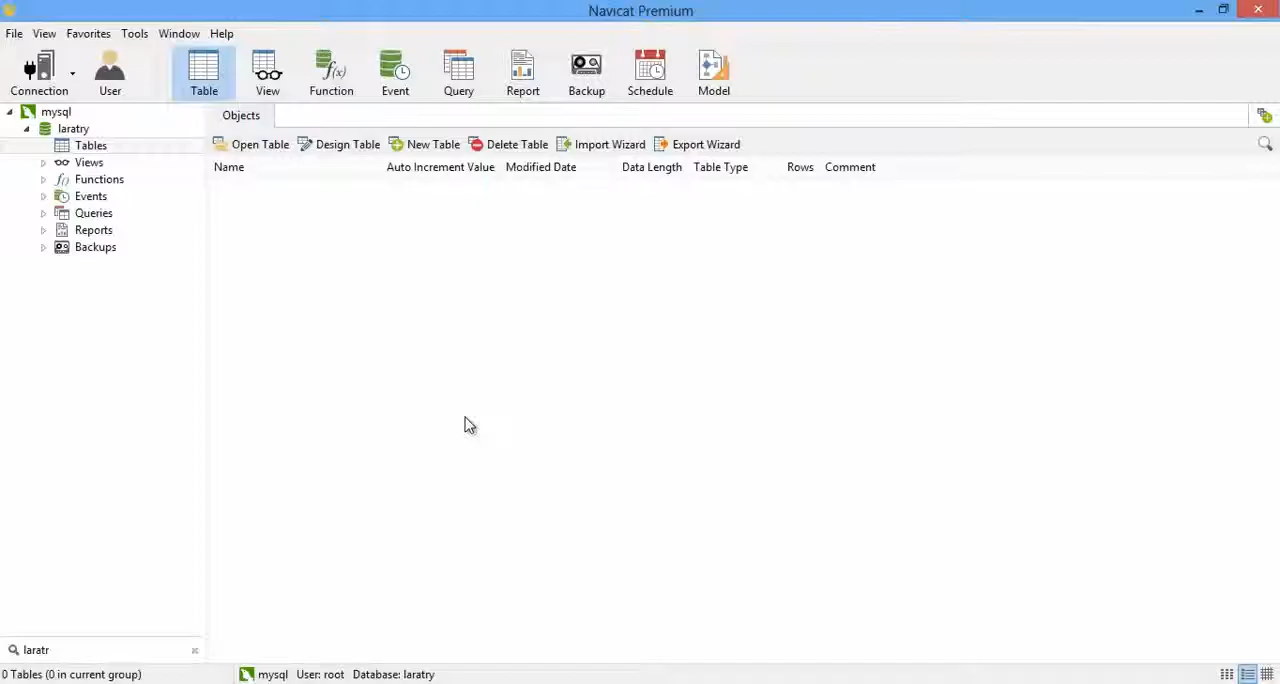 Navicat Premium
File View Favorites Tools Window Help
Connection User Table View Function Event Query Report Backup Schedule Model
mysql
laratry
Tables
Views
Functions
Events
Queries
Reports
Backups
Objects
Open Table Design Table New Table Delete Table Import Wizard Export Wizard
Name Auto Increment Value Modified Date Data Length Table Type Rows Comment
laratr
0 Tables (0 in current group) mysql User: root Database: laratry